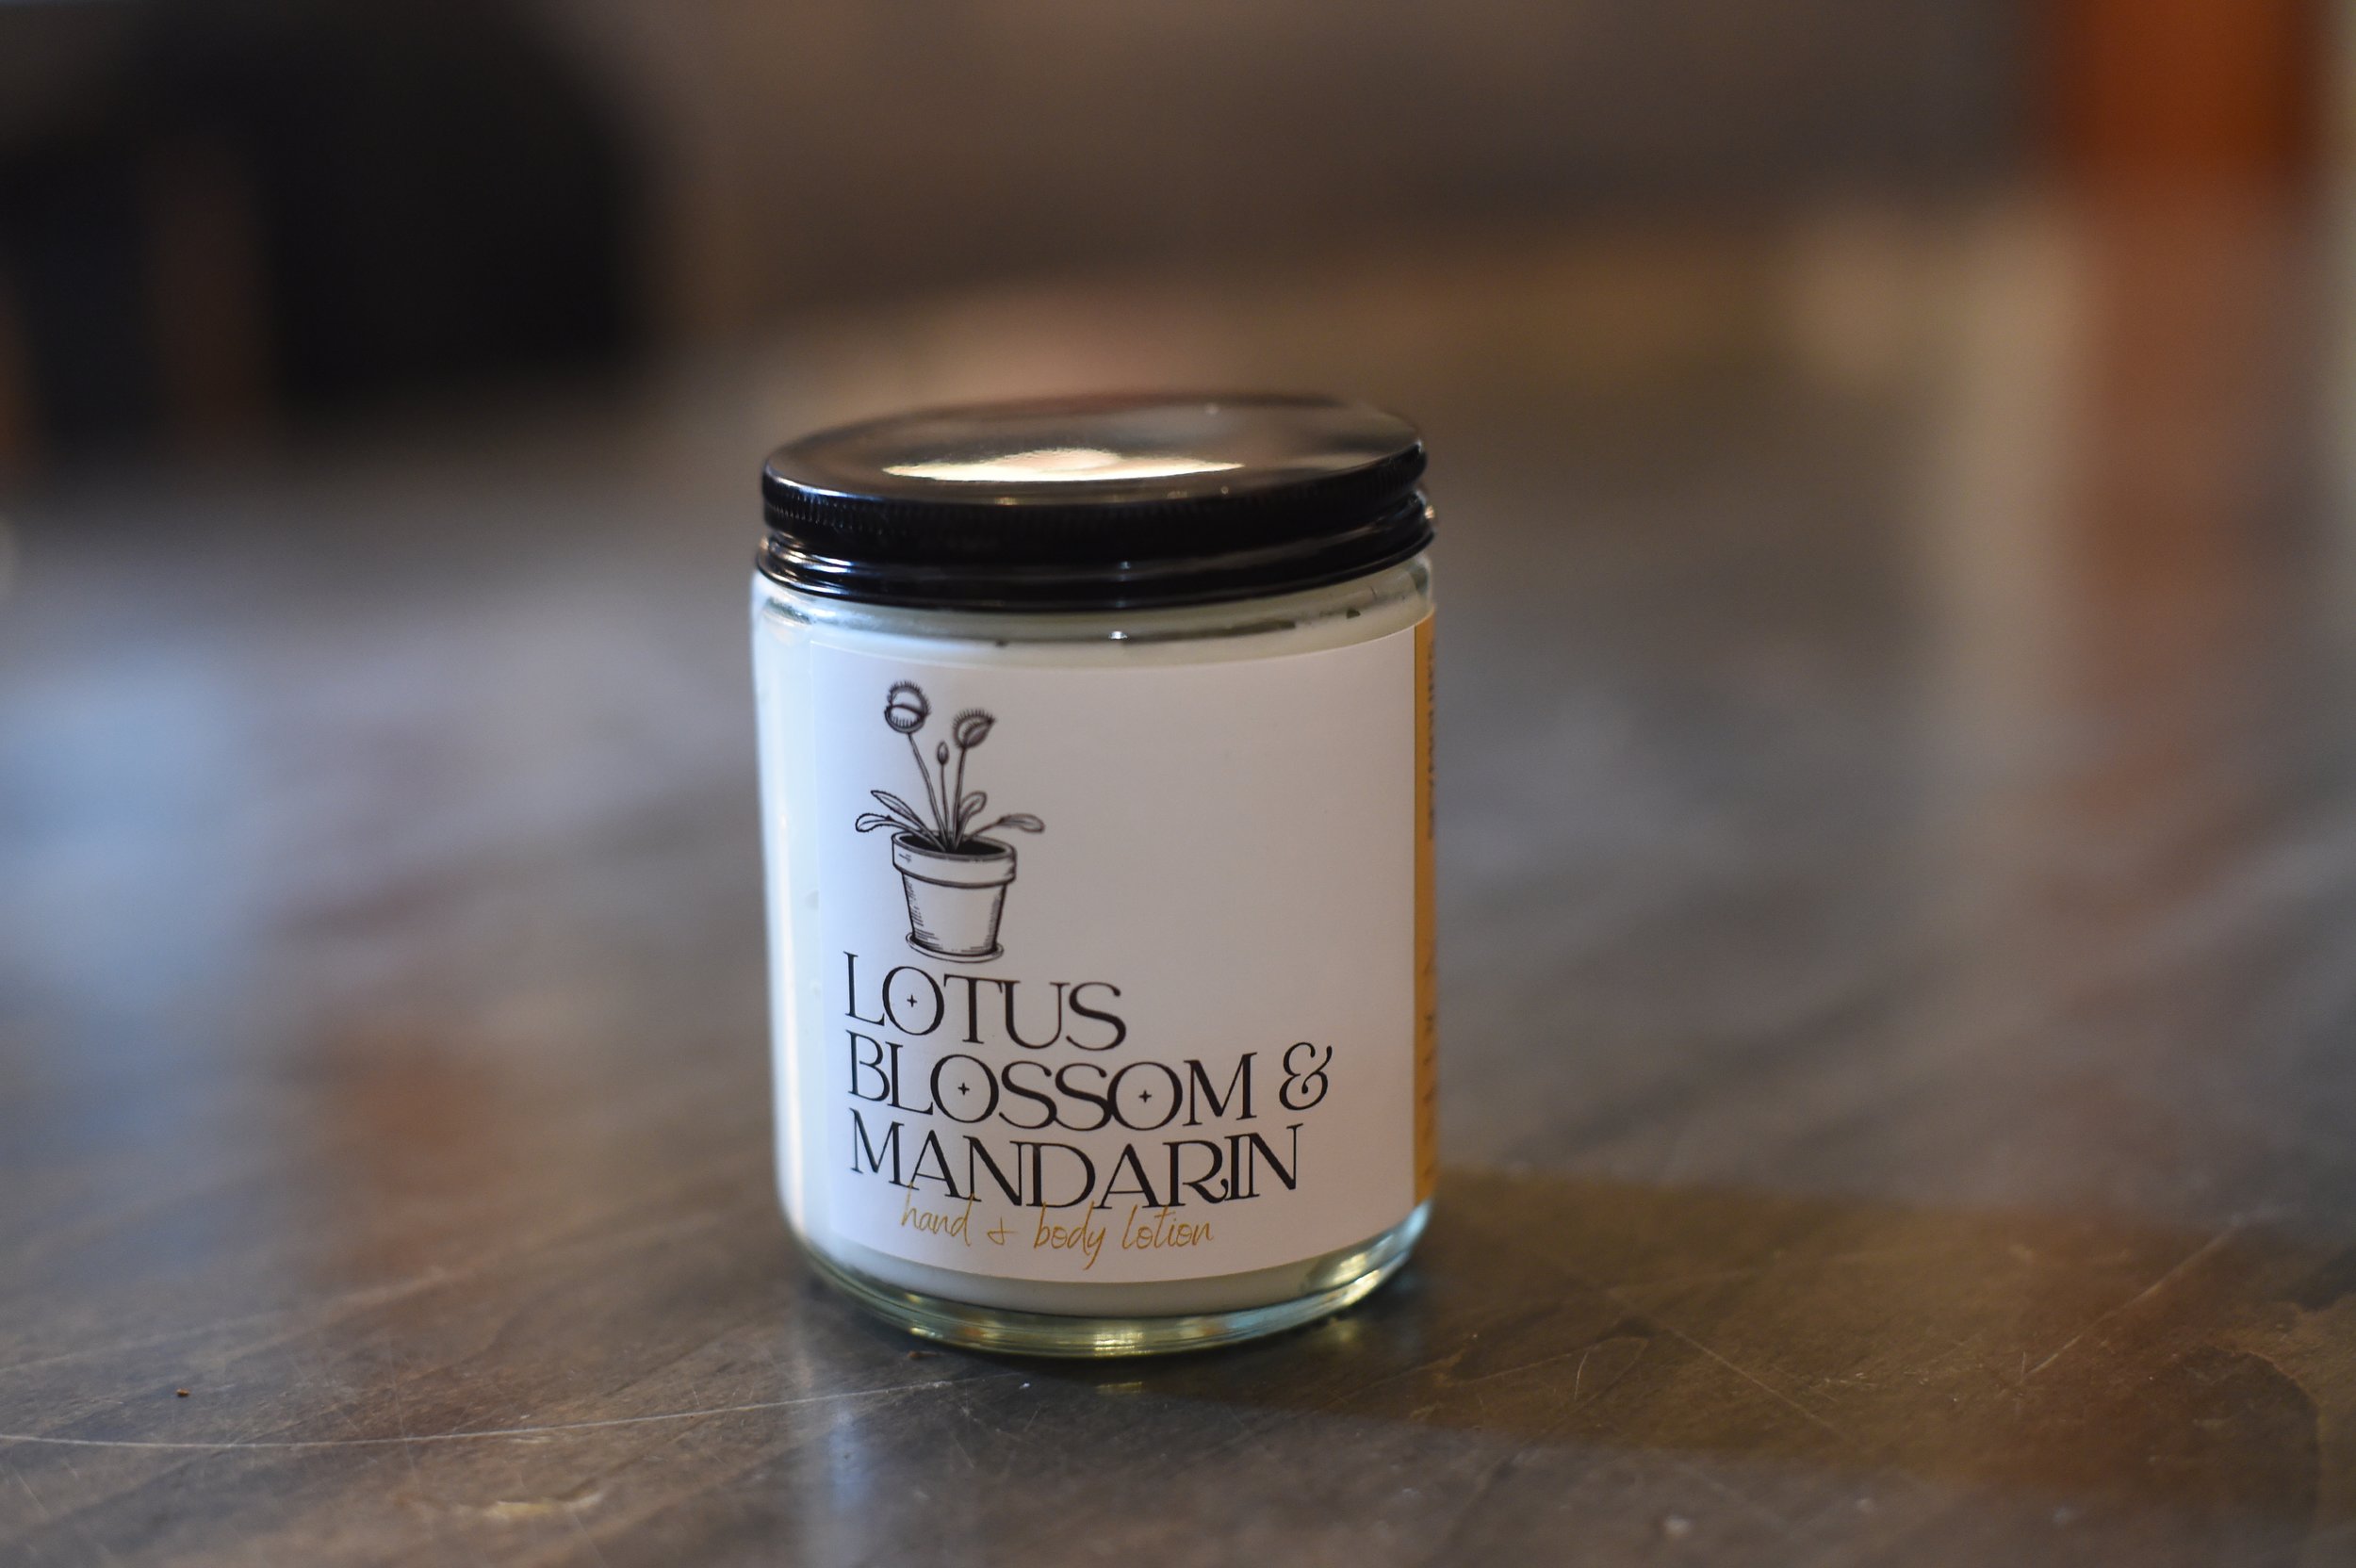 LOTUS
BLOSSOM &
MANDARIN
hand + body lotion